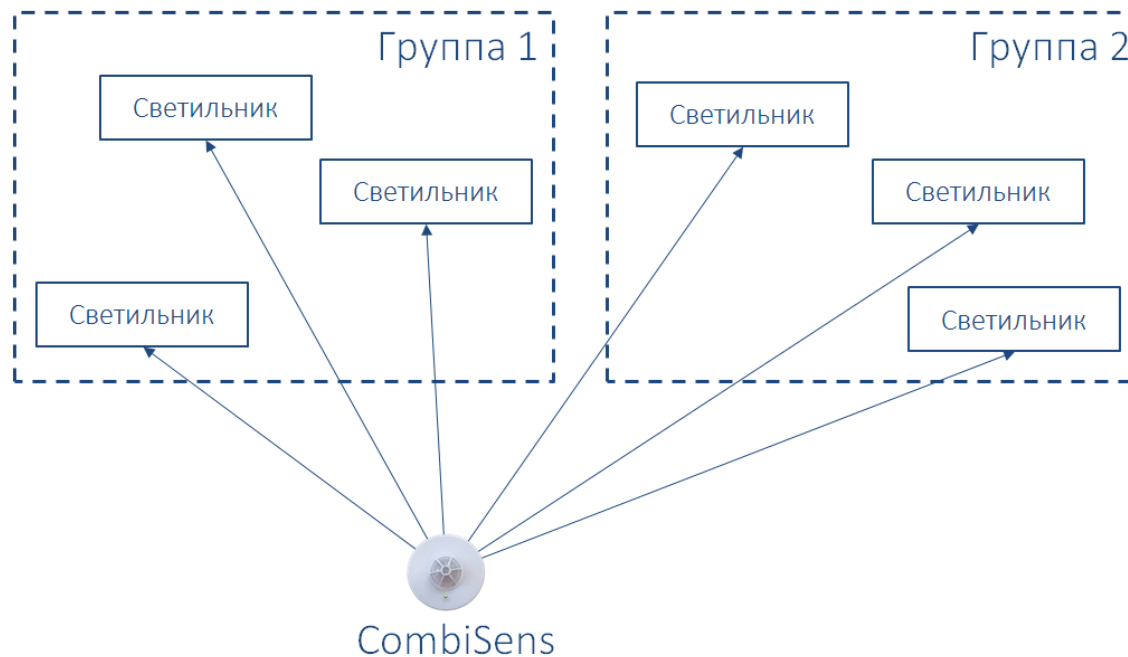 Группа 1
Светильник
Светильник
Светильник
Группа 2
Светильник
Светильник
Светильник
CombiSens